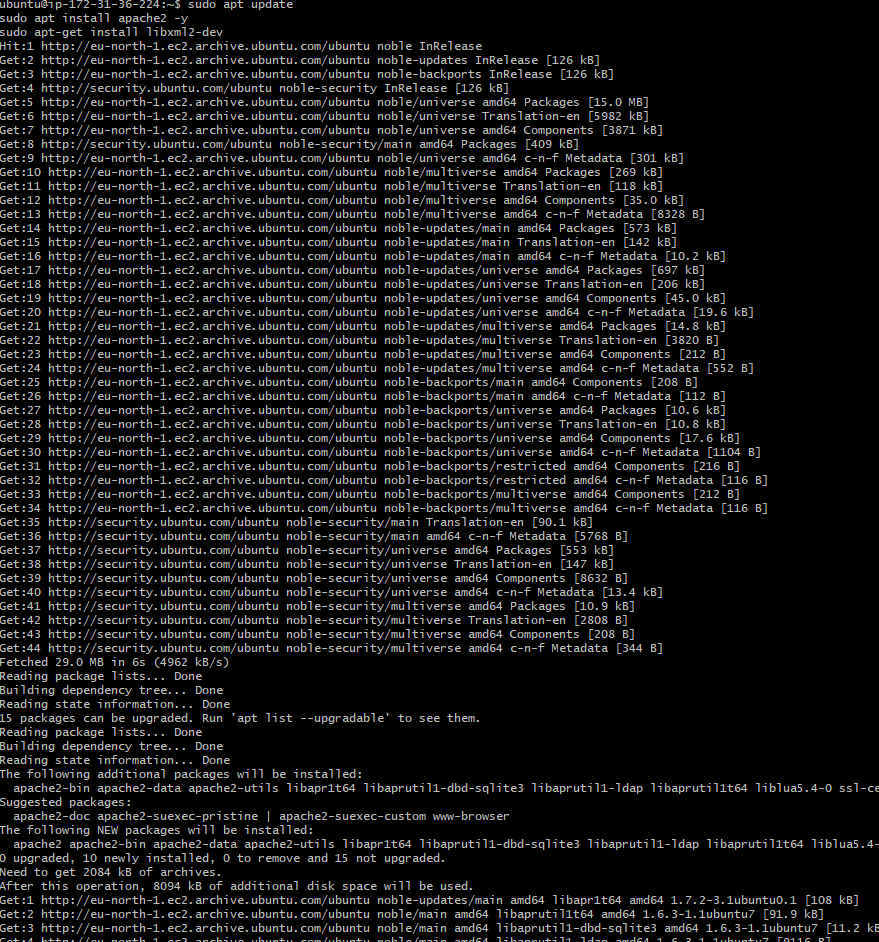 ubuntu@ip-172-31-36-224:~$ sudo apt update
sudo apt install apache2 -y
sudo apt-get install libxml2-dev
Hit:1 http://eu-north-1.ec2.archive.ubuntu.com/ubuntu noble InRelease
Get:2 http://eu-north-1.ec2.archive.ubuntu.com/ubuntu noble-updates InRelease [126 kB]
Get:3 http://eu-north-1.ec2.archive.ubuntu.com/ubuntu noble-backports InRelease [126 kB]
Get:4 http://security.ubuntu.com/ubuntu noble-security InRelease [126 kB]
Get:5 http://eu-north-1.ec2.archive.ubuntu.com/ubuntu noble/universe amd64 Packages [15.0 MB]
Get:6 http://eu-north-1.ec2.archive.ubuntu.com/ubuntu noble/universe Translation-en [5982 kB]
Get:7 http://eu-north-1.ec2.archive.ubuntu.com/ubuntu noble/universe amd64 Components [3871 kB]
Get:8 http://security.ubuntu.com/ubuntu noble-security/main amd64 Packages [409 kB]
Get:9 http://eu-north-1.ec2.archive.ubuntu.com/ubuntu noble/universe amd64 c-n-f Metadata [301 kB]
Get:10 http://eu-north-1.ec2.archive.ubuntu.com/ubuntu noble/multiverse amd64 Packages [269 kB]
Get:11 http://eu-north-1.ec2.archive.ubuntu.com/ubuntu noble/multiverse Translation-en [118 kB]
Get:12 http://eu-north-1.ec2.archive.ubuntu.com/ubuntu noble/multiverse amd64 Components [35.0 kB]
Get:13 http://eu-north-1.ec2.archive.ubuntu.com/ubuntu noble/multiverse amd64 c-n-f Metadata [8328 B]
Get:14 http://eu-north-1.ec2.archive.ubuntu.com/ubuntu noble-updates/main amd64 Packages [573 kB]
Get:15 http://eu-north-1.ec2.archive.ubuntu.com/ubuntu noble-updates/main Translation-en [142 kB]
Get:16 http://eu-north-1.ec2.archive.ubuntu.com/ubuntu noble-updates/main amd64 c-n-f Metadata [10.2 kB]
Get:17 http://eu-north-1.ec2.archive.ubuntu.com/ubuntu noble-updates/universe amd64 Packages [697 kB]
Get:18 http://eu-north-1.ec2.archive.ubuntu.com/ubuntu noble-updates/universe Translation-en [206 kB]
Get:19 http://eu-north-1.ec2.archive.ubuntu.com/ubuntu noble-updates/universe amd64 Components [45.0 kB]
Get:20 http://eu-north-1.ec2.archive.ubuntu.com/ubuntu noble-updates/universe amd64 c-n-f Metadata [19.6 kB]
Get:21 http://eu-north-1.ec2.archive.ubuntu.com/ubuntu noble-updates/multiverse amd64 Packages [14.8 kB]
Get:22 http://eu-north-1.ec2.archive.ubuntu.com/ubuntu noble-updates/multiverse Translation-en [3820 B]
Get:23 http://eu-north-1.ec2.archive.ubuntu.com/ubuntu noble-updates/multiverse amd64 Components [212 B]
Get:24 http://eu-north-1.ec2.archive.ubuntu.com/ubuntu noble-updates/multiverse amd64 c-n-f Metadata [552 B]
Get:25 http://eu-north-1.ec2.archive.ubuntu.com/ubuntu noble-backports/main amd64 Components [208 B]
Get:26 http://eu-north-1.ec2.archive.ubuntu.com/ubuntu noble-backports/main amd64 c-n-f Metadata [112 B]
Get:27 http://eu-north-1.ec2.archive.ubuntu.com/ubuntu noble-backports/universe amd64 Packages [10.6 kB]
Get:28 http://eu-north-1.ec2.archive.ubuntu.com/ubuntu noble-backports/universe Translation-en [10.8 kB]
Get:29 http://eu-north-1.ec2.archive.ubuntu.com/ubuntu noble-backports/universe amd64 Components [17.6 kB]
Get:30 http://eu-north-1.ec2.archive.ubuntu.com/ubuntu noble-backports/universe amd64 c-n-f Metadata [1104 B]
Get:31 http://eu-north-1.ec2.archive.ubuntu.com/ubuntu noble-backports/restricted amd64 Components [216 B]
Get:32 http://eu-north-1.ec2.archive.ubuntu.com/ubuntu noble-backports/restricted amd64 c-n-f Metadata [116 B]
Get:33 http://eu-north-1.ec2.archive.ubuntu.com/ubuntu noble-backports/multiverse amd64 Components [212 B]
Get:34 http://eu-north-1.ec2.archive.ubuntu.com/ubuntu noble-backports/multiverse amd64 c-n-f Metadata [116 B]
Get:35 http://security.ubuntu.com/ubuntu noble-security/main Translation-en [90.1 kB]
Get:36 http://security.ubuntu.com/ubuntu noble-security/main amd64 c-n-f Metadata [5768 B]
Get:37 http://security.ubuntu.com/ubuntu noble-security/universe amd64 Packages [553 kB]
Get:38 http://security.ubuntu.com/ubuntu noble-security/universe Translation-en [147 kB]
Get:39 http://security.ubuntu.com/ubuntu noble-security/universe amd64 Components [8632 B]
Get:40 http://security.ubuntu.com/ubuntu noble-security/universe amd64 c-n-f Metadata [13.4 kB]
Get:41 http://security.ubuntu.com/ubuntu noble-security/multiverse amd64 Packages [10.9 kB]
Get:42 http://security.ubuntu.com/ubuntu noble-security/multiverse Translation-en [2808 B]
Get:43 http://security.ubuntu.com/ubuntu noble-security/multiverse amd64 Components [208 B]
Get:44 http://security.ubuntu.com/ubuntu noble-security/multiverse amd64 c-n-f Metadata [344 B]
Fetched 29.0 MB in 6s (4962 kB/s)
Reading package lists... Done
Building dependency tree... Done
Reading state information... Done
15 packages can be upgraded. Run 'apt list --upgradable' to see them.
Reading package lists... Done
Building dependency tree... Done
Reading state information... Done
The following additional packages will be installed:
apache2-bin apache2-data apache2-utils libapr1t64 libaprutil1-dbd-sqlite3 libaprutil1-ldap libaprutil1t64 liblua5.4-0 ssl-ce
Suggested packages:
apache2-doc apache2-suexec-pristine | apache2-suexec-custom www-browser
The following NEW packages will be installed:
apache2 apache2-bin apache2-data apache2-utils libapr1t64 libaprutil1-dbd-sqlite3 libaprutil1-ldap libaprutil1t64 liblua5.4-
0 upgraded, 10 newly installed, 0 to remove and 15 not upgraded.
Need to get 2084 kB of archives.
After this operation, 8094 kB of additional disk space will be used.
Get:1 http://eu-north-1.ec2.archive.ubuntu.com/ubuntu noble-updates/main amd64 libapr1t64 amd64 1.7.2-3.1ubuntu0.1 [108 kB]
Get:2 http://eu-north-1.ec2.archive.ubuntu.com/ubuntu noble/main amd64 libaprutil1t64 amd64 1.6.3-1.1ubuntu7 [91.9 kB]
Get:3 http://eu-north-1.ec2.archive.ubuntu.com/ubuntu noble/main amd64 libaprutil1-dbd-sqlite3 amd64 1.6.3-1.1ubuntu7 [11.2 kB
Get:4 http://eu-north-1.ec2.archive.ubuntu.com/ubuntu noble/main amd64 libaprutil1-ldap amd64 1.6.3-1.1ubuntu7 [9116 B]